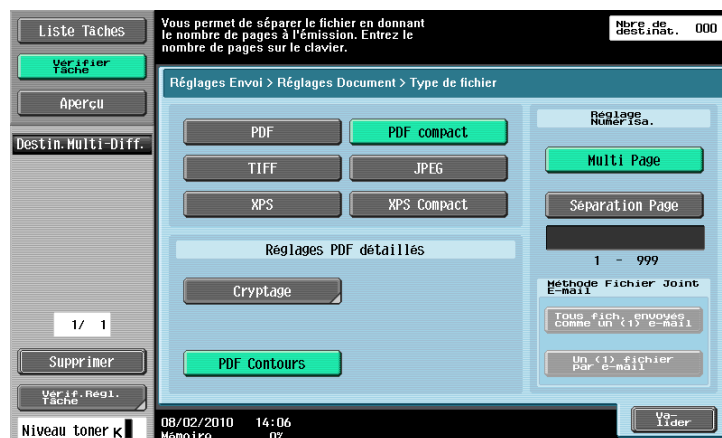 Liste Tâches
Vous permet de séparer le fichier en donnant
le nombre de pages à l'émission. Entrez le
nombre de pages sur le clavier.
Nbre de
destinat. 000
Vérifier
Tâche
Aperçu
Destin.Multi-Diff.
1/ 1
Supprimer
Vérif.Régl.
Tâche
Niveau toner K
Réglages Envoi > Réglages Document > Type de fichier
PDF
PDF compact
TIFF
JPEG
XPS
XPS Compact
Réglages PDF détaillés
Cryptage
PDF Contours
Réglage
Numérisa.
Multi Page
Séparation Page
1 - 999
Méthode Fichier Joint
E-mail
Tous fich. envoyés
comme un (1) e-mail
Un (1) fichier
par e-mail
08/02/2010 14:06
Mémoire 0%
Va-
lider